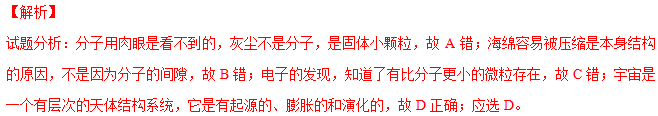 【解析】
试题分析：分子用肉眼是看不到的，灰尘不是分子，是固体小颗粒，故 A 错；海绵容易被压缩是本身结构
的原因，不是因为分子的间隙，故 B 错；电子的发现，知道了有比分子更小的微粒存在，故 C 错；宇宙是
一个有层次的天体结构系统，它是有起源的、膨胀的和演化的，故 D 正确；应选 D。